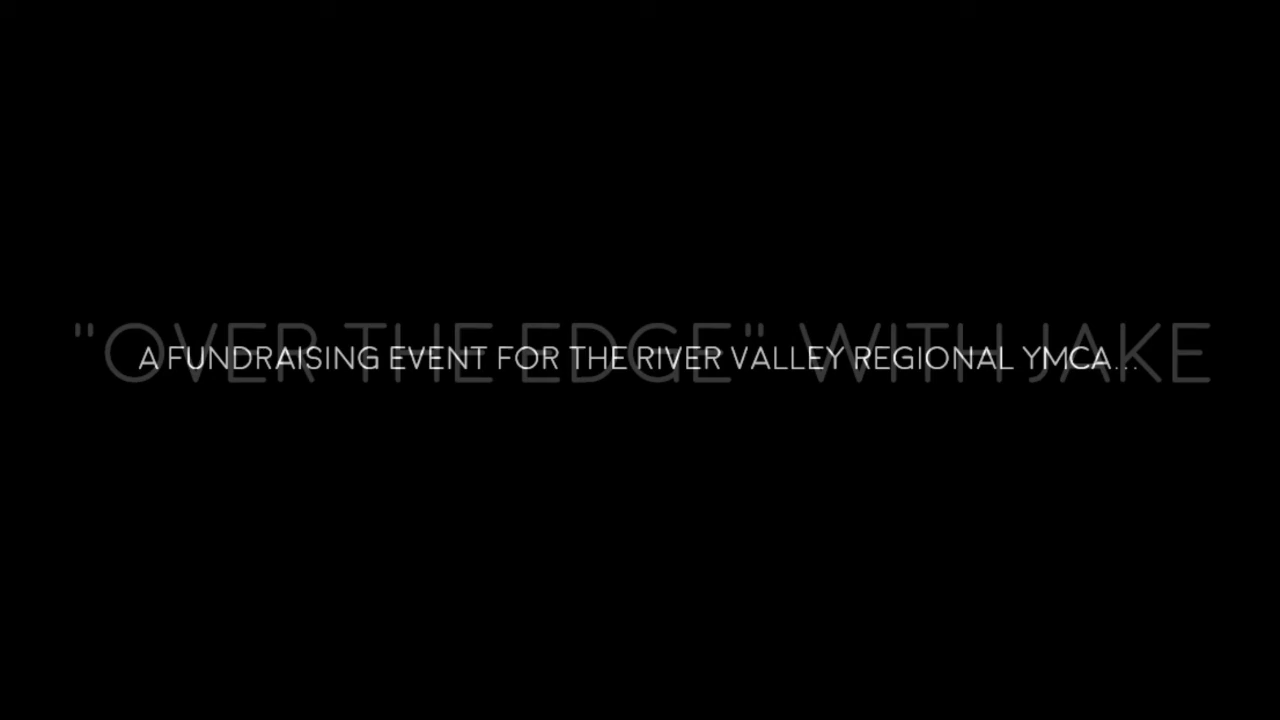 "OVER THE EDGE" WITH JAKE
A FUNDRAISING EVENT FOR THE RIVER VALLEY REGIONAL YMCA...